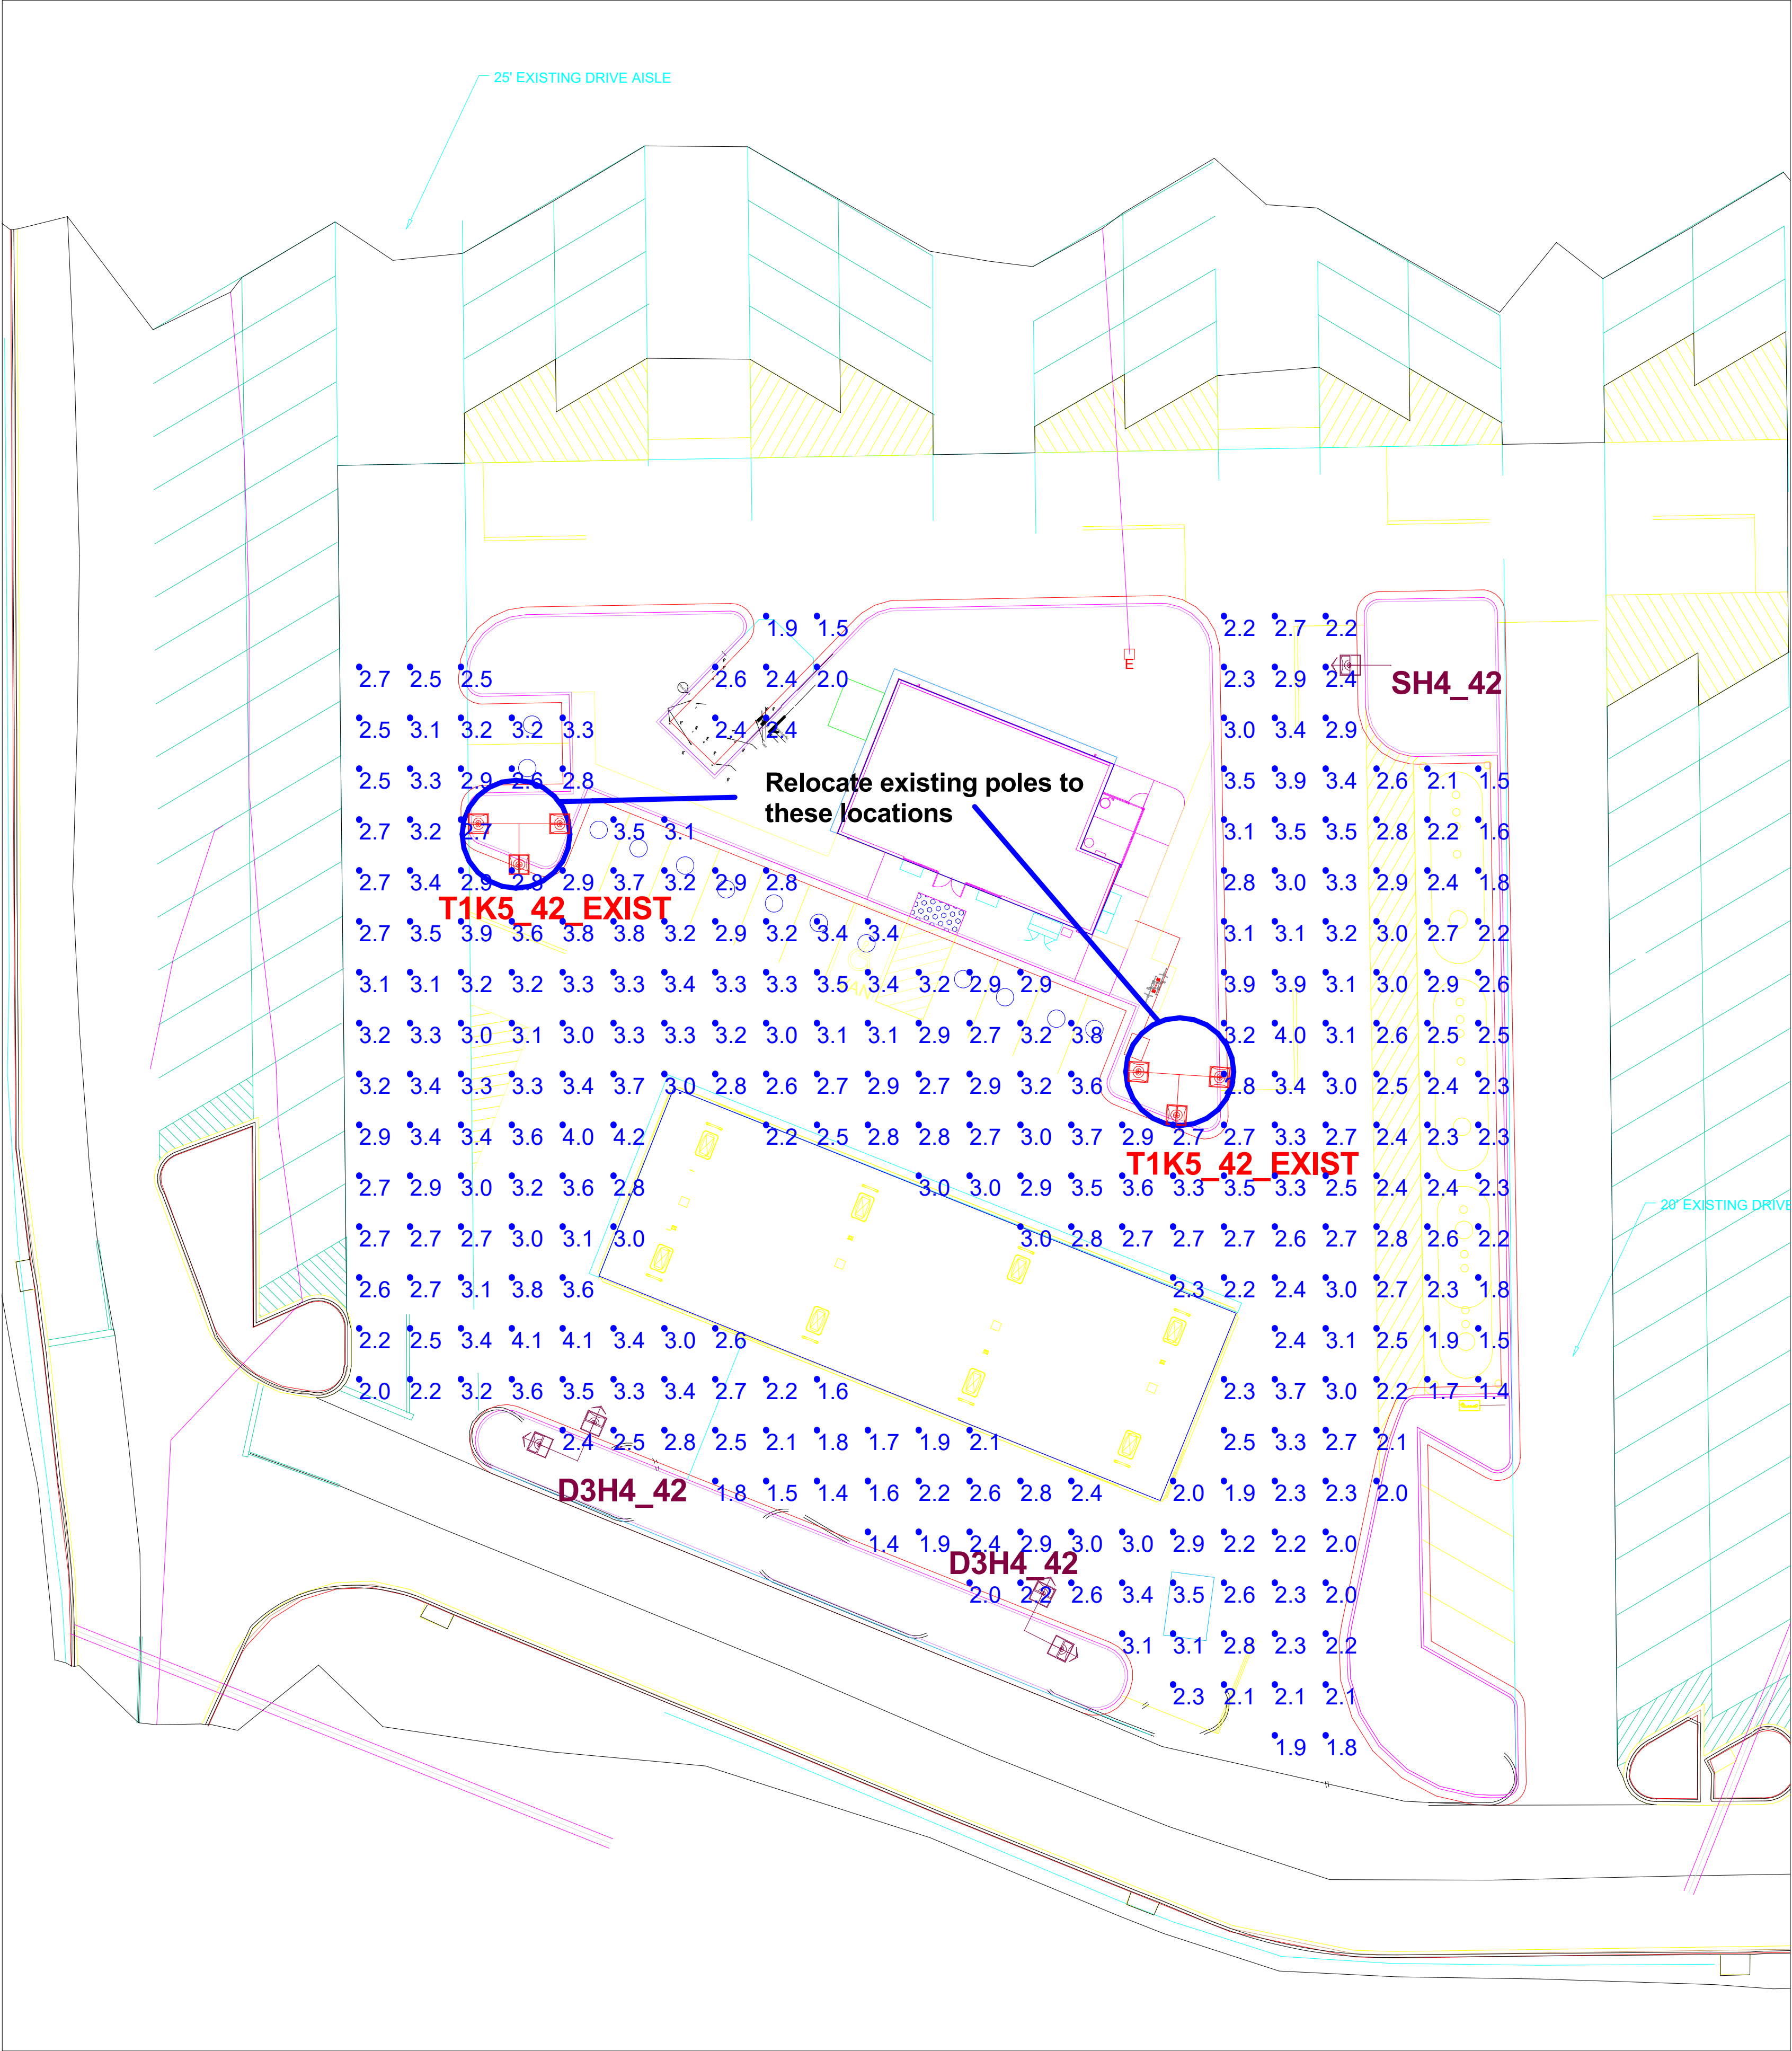 25' EXISTING DRIVE AISLE
1.9 1.5 2.2 2.7 2.2
E
2.7 2.5 2.5 2.6 2.4 2.0 2.3 2.9 2.4
SH4_42
2.5 3.1 3.2 3.2 3.3 2.4 2.4 3.0 3.4 2.9
Relocate existing poles to
these locations
2.5 3.3 2.9 2.6 2.8 3.5 3.9 3.4 2.6 2.1 1.5
2.7 3.2 2.7 3.5 3.1 3.1 3.5 3.5 2.8 2.2 1.6
2.7 3.4 2.9 2.8 2.9 3.7 3.2 2.9 2.8 2.8 3.0 3.3 2.9 2.4 1.8
T1K5_42_EXIST
2.7 3.5 3.9 3.6 3.8 3.8 3.2 2.9 3.2 3.4 3.4 3.1 3.1 3.2 3.0 2.7 2.2
3.1 3.1 3.2 3.2 3.3 3.3 3.4 3.3 3.3 3.5 3.4 3.2 2.9 2.9 3.9 3.9 3.1 3.0 2.9 2.6
3.2 3.3 3.0 3.1 3.0 3.3 3.3 3.2 3.0 3.1 3.1 2.9 2.7 3.2 3.8 3.2 4.0 3.1 2.6 2.5 2.5
3.2 3.4 3.3 3.3 3.4 3.7 3.0 2.8 2.6 2.7 2.9 2.7 2.9 3.2 3.6 2.8 3.4 3.0 2.5 2.4 2.3
2.9 3.4 3.4 3.6 4.0 4.2 2.2 2.5 2.8 2.8 2.7 3.0 3.7 2.9 2.7 2.7 3.3 2.7 2.4 2.3 2.3
T1K5_42_EXIST
2.7 2.9 3.0 3.2 3.6 2.8 3.0 3.0 2.9 3.5 3.6 3.3 3.5 3.3 2.5 2.4 2.4 2.3
20' EXISTING DRIVE
2.7 2.7 2.7 3.0 3.1 3.0 3.0 2.8 2.7 2.7 2.7 2.6 2.7 2.8 2.6 2.2
2.6 2.7 3.1 3.8 3.6 2.3 2.2 2.4 3.0 2.7 2.3 1.8
2.2 2.5 3.4 4.1 4.1 3.4 3.0 2.6 2.4 3.1 2.5 1.9 1.5
2.0 2.2 3.2 3.6 3.5 3.3 3.4 2.7 2.2 1.6 2.3 3.7 3.0 2.2 1.7 1.4
2.4 2.5 2.8 2.5 2.1 1.8 1.7 1.9 2.1 2.5 3.3 2.7 2.1
D3H4_42
1.8 1.5 1.4 1.6 2.2 2.6 2.8 2.4 2.0 1.9 2.3 2.3 2.0
1.4 1.9 2.4 2.9 3.0 3.0 2.9 2.2 2.2 2.0
D3H4_42
2.0 2.2 2.6 3.4 3.5 2.6 2.3 2.0
3.1 3.1 2.8 2.3 2.2
2.3 2.1 2.1 2.1
1.9 1.8